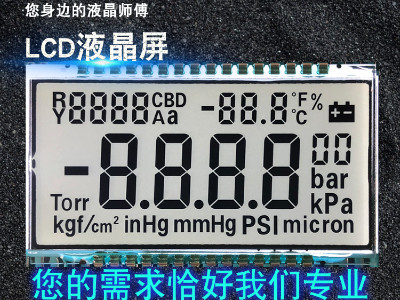 您身边的液晶师傅
LCD液晶屏
R8888CBD -88.8°F%
YAa °C
-8.8.8.8 00
bar
Torr kPa
kgf/cm² inHg mmHg PSI micron
您的需求恰好我们专业